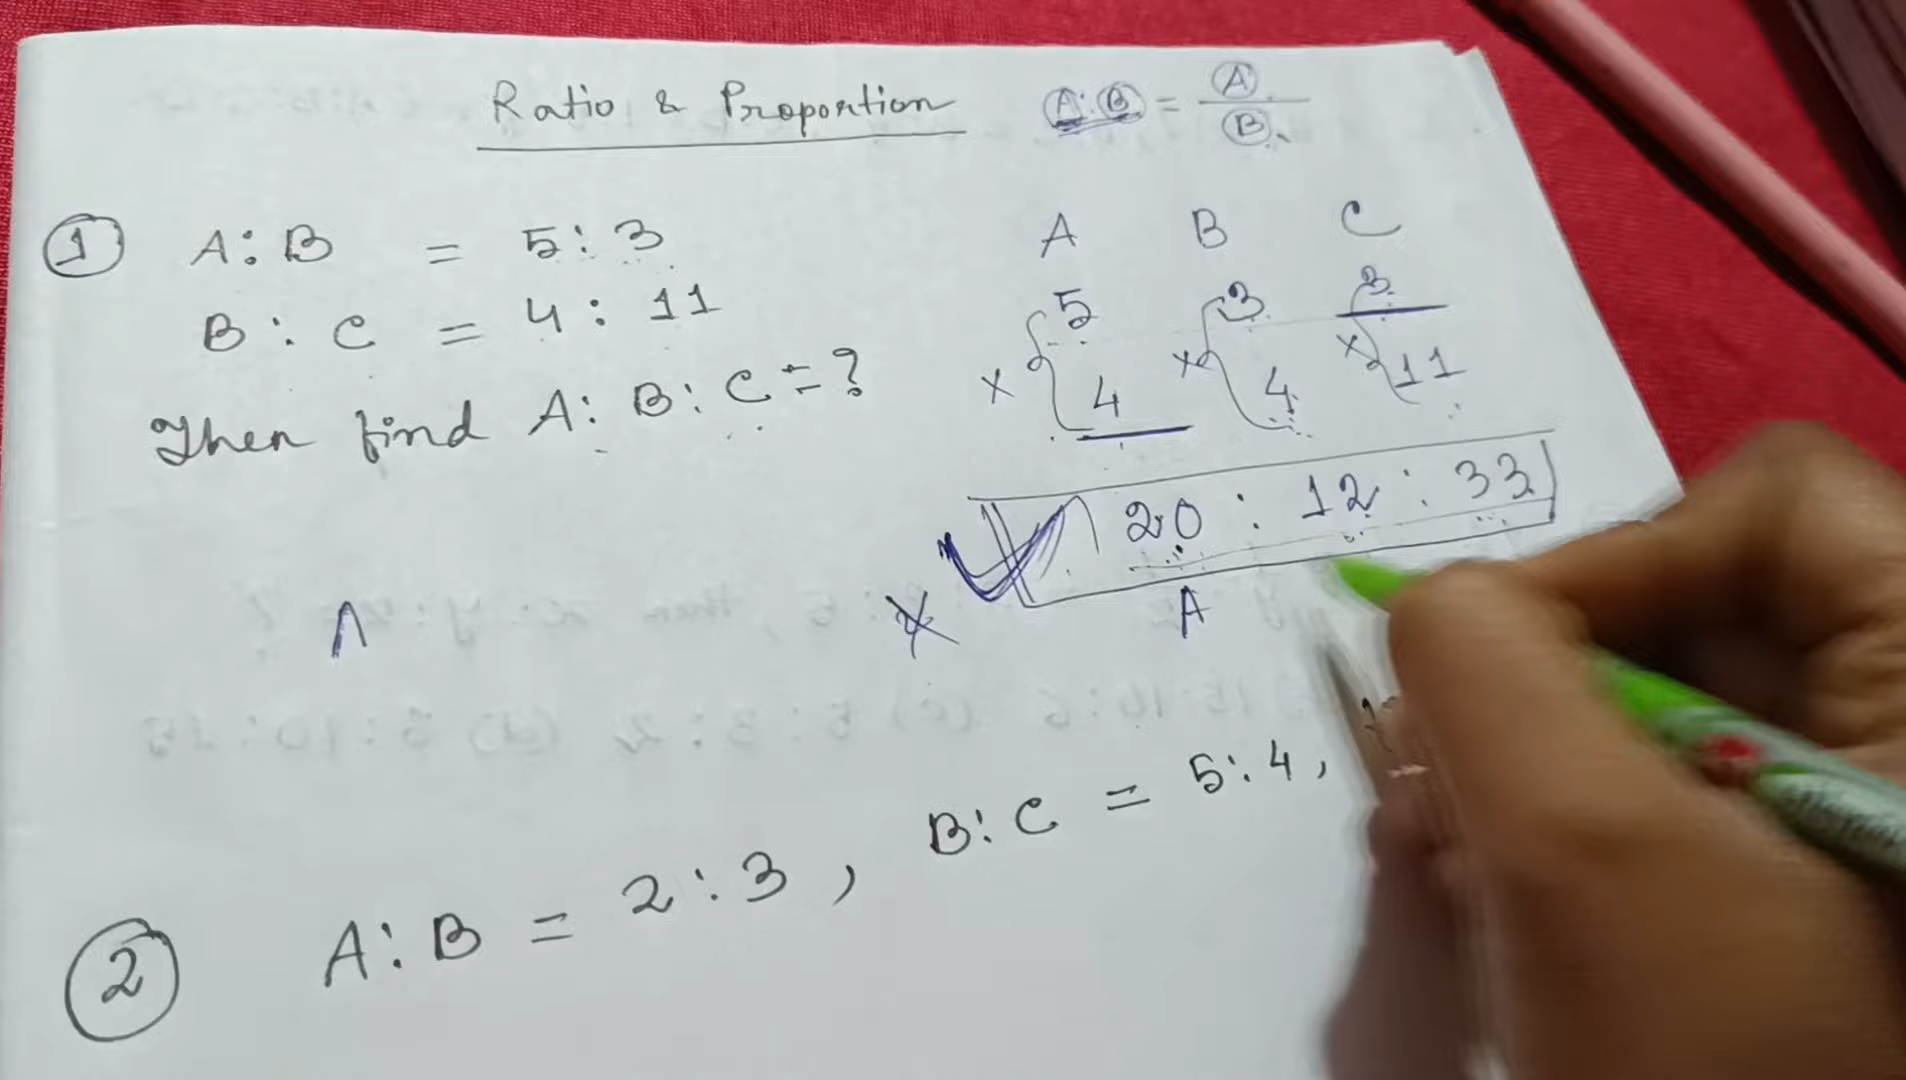 Ratio & Proportion A:B = A/B
1 A:B = 5:3
B:C = 4:11
Then find A:B:C=?
A B C
5 3 3
× 4 × 4 × 11
20 : 12 : 33
A
2 A:B = 2:3, B:C = 5:4,